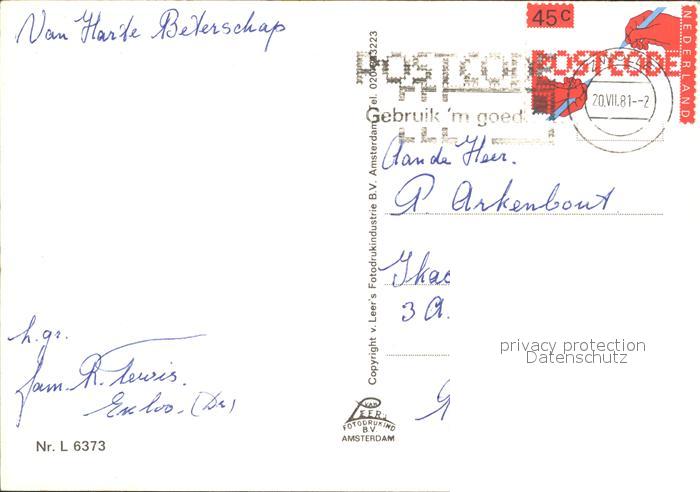 Van Harte Beterschap
h. gr.
fam. R.
Exloo. (Dr)
Nr. L 6373
Copyright v. Leer's Fotodrukindustrie B.V. Amsterdam Tel. 020-
VAN
LEER'S
FOTODRUKIND
B.V.
AMSTERDAM
45c
NEDERLAND
POSTCODE
POSTCODE
Gebruik 'm goed
20.VII.81.--2
Aan de Heer.
P. Arkenbout
3 A.
privacy protection
Datenschutz